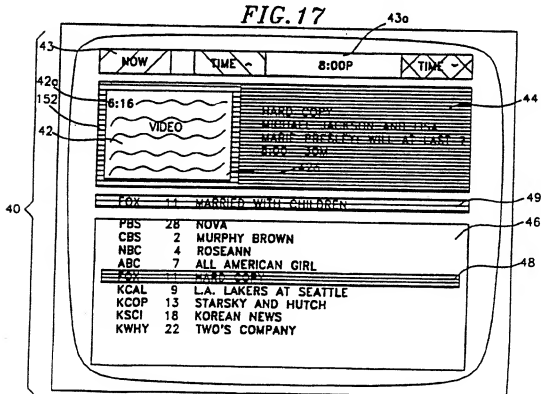 FIG. 17
43
43a
NOW
TIME
8:00P
TIME
42a
6:16
44
152
HARD COPY
VIDEO
MICHAEL JACKSON AND LISA
42
MARIE PRESLEY WILL AT LAST ?
8:00 30M
49
FOX 11 MARRIED WITH CHILDREN
40
46
PBS 28 NOVA
CBS 2 MURPHY BROWN
NBC 4 ROSEANN
ABC 7 ALL AMERICAN GIRL
48
FOX 11 HARD COPY
KCAL 9 L.A. LAKERS AT SEATTLE
KCOP 13 STARSKY AND HUTCH
KSCI 18 KOREAN NEWS
KWHY 22 TWO'S COMPANY